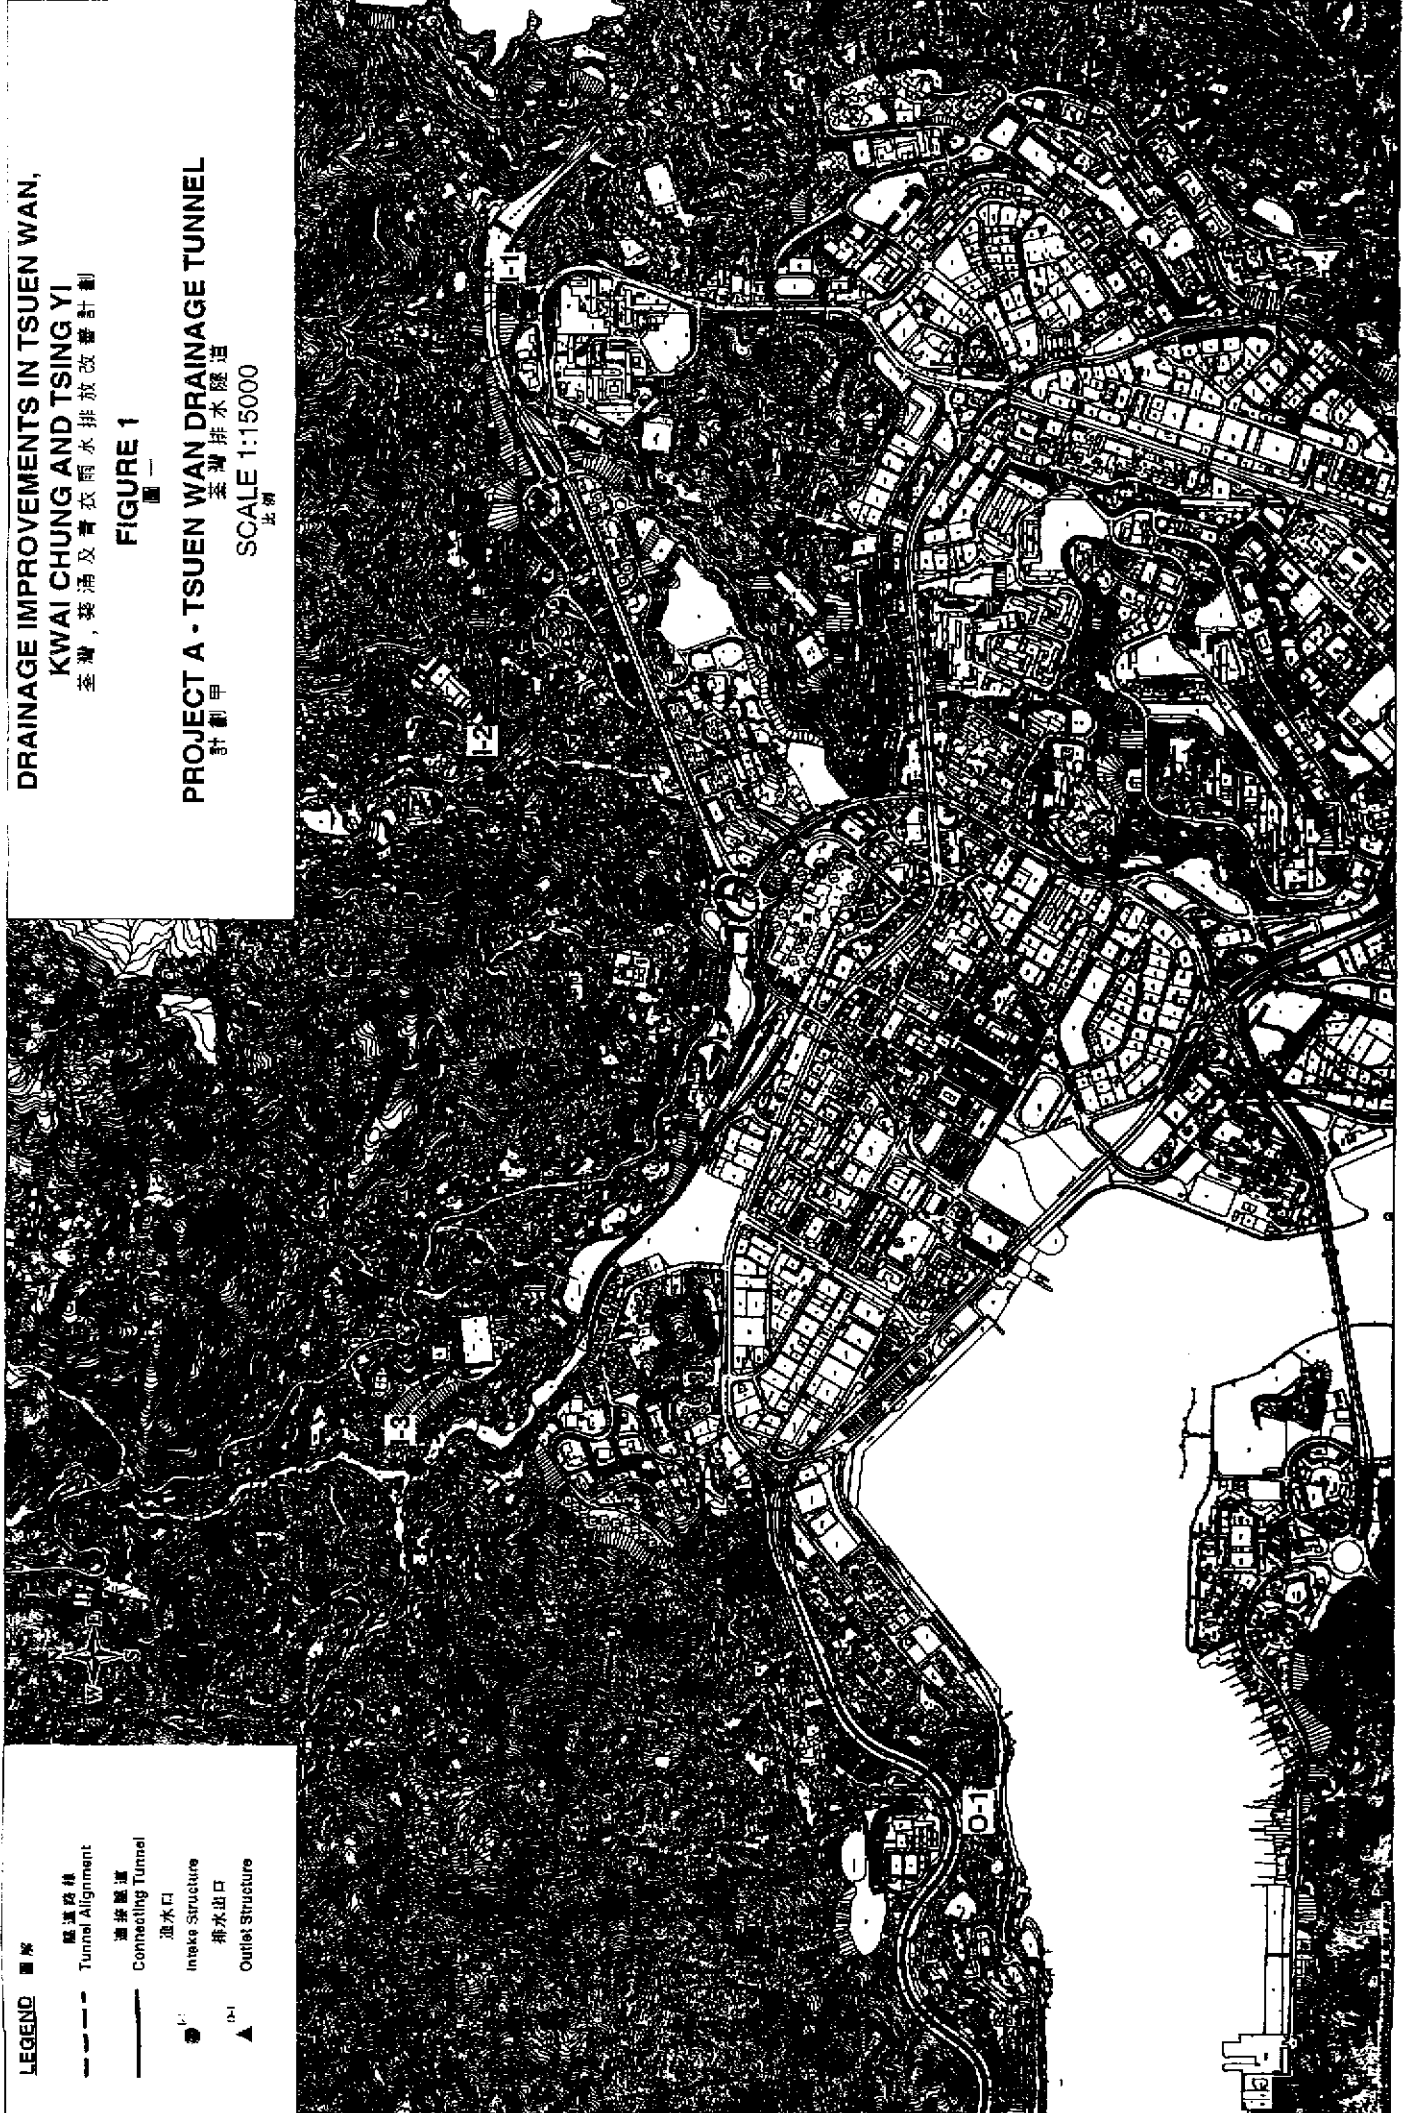 DRAINAGE IMPROVEMENTS IN TSUEN WAN,
KWAI CHUNG AND TSING YI
荃灣,葵涌及青衣雨水排放改善計劃
FIGURE 1
圖一
PROJECT A - TSUEN WAN DRAINAGE TUNNEL
計劃甲 荃灣排水隧道
SCALE 1:15000
比例
I-1
I-2
I-3
O-1
W
S
LEGEND 圖解
隧道路線
Tunnel Alignment
連接隧道
Connecting Tunnel
進水口
Intake Structure
排水出口
Outlet Structure